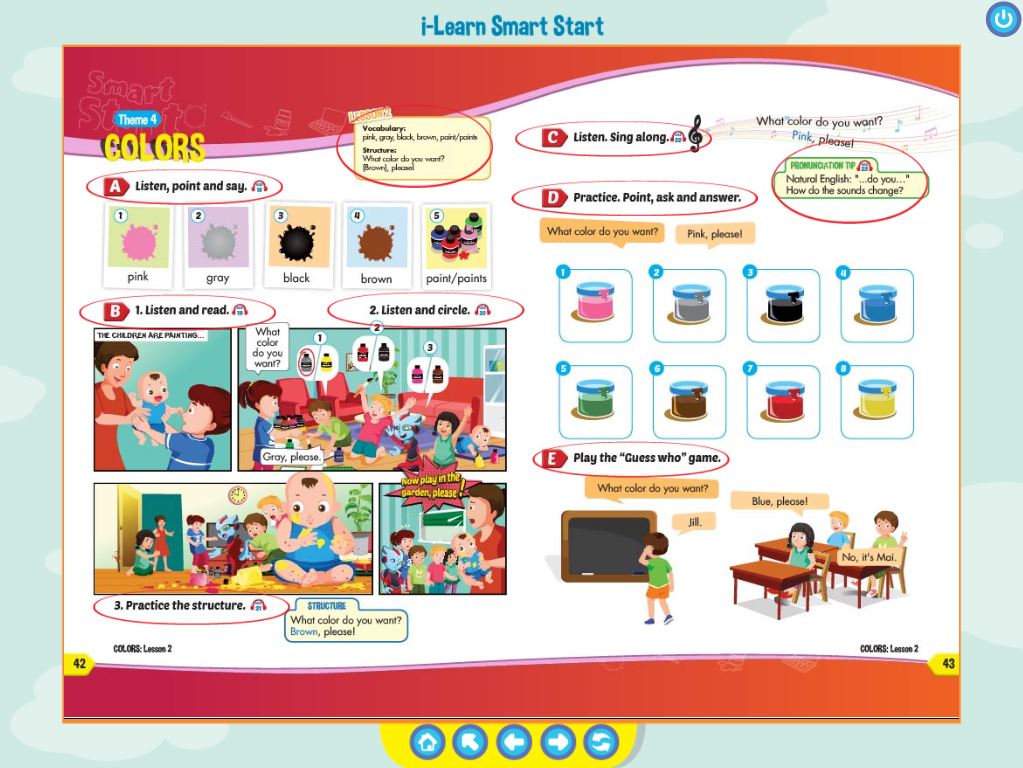 i-Learn Smart Start
Smart
Start
Theme 4
COLORS
LESSON 2
Vocabulary:
pink, gray, black, brown, paint/paints
Structure:
What color do you want?
(Brown), please!
A Listen, point and say.
1
pink
2
gray
3
black
4
brown
5
paint/paints
B 1. Listen and read.
2. Listen and circle.
THE CHILDREN ARE PAINTING...
What
color
do you
want?
1
2
3
Gray, please.
Now play in the
garden, please!
3. Practice the structure.
STRUCTURE
What color do you want?
Brown, please!
COLORS: Lesson 2
42
C Listen. Sing along.
What color do you want?
Pink, please!
PRONUNCIATION TIP
Natural English: "...do you..."
How do the sounds change?
D Practice. Point, ask and answer.
What color do you want?
Pink, please!
1
2
3
4
5
6
7
8
E Play the "Guess who" game.
What color do you want?
Jill.
Blue, please!
No, it's Mai.
COLORS: Lesson 2
43